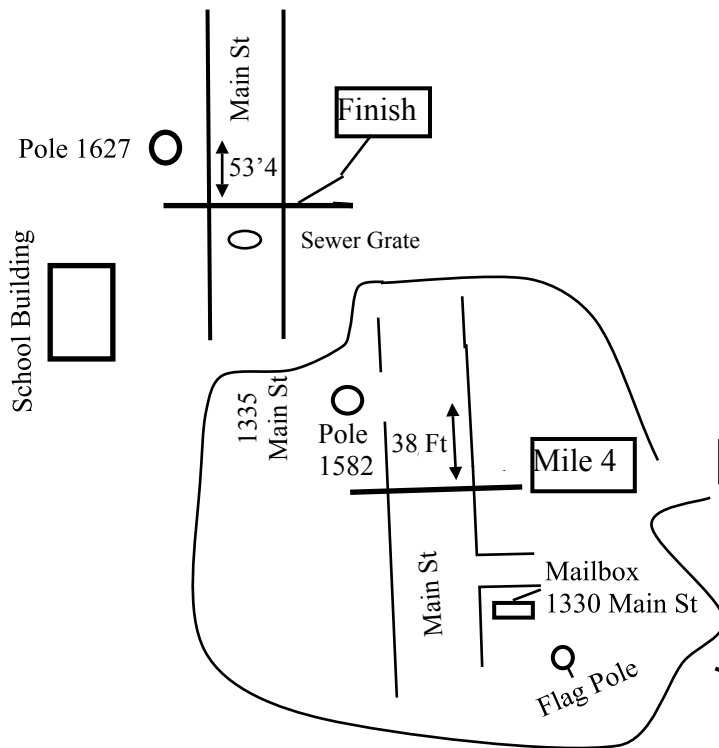 Main St
Finish
Pole 1627
53’4
Sewer Grate
School Building
1335
Main St
Pole
1582
38 Ft
Mile 4
Main St
Mailbox
1330 Main St
Flag Pole